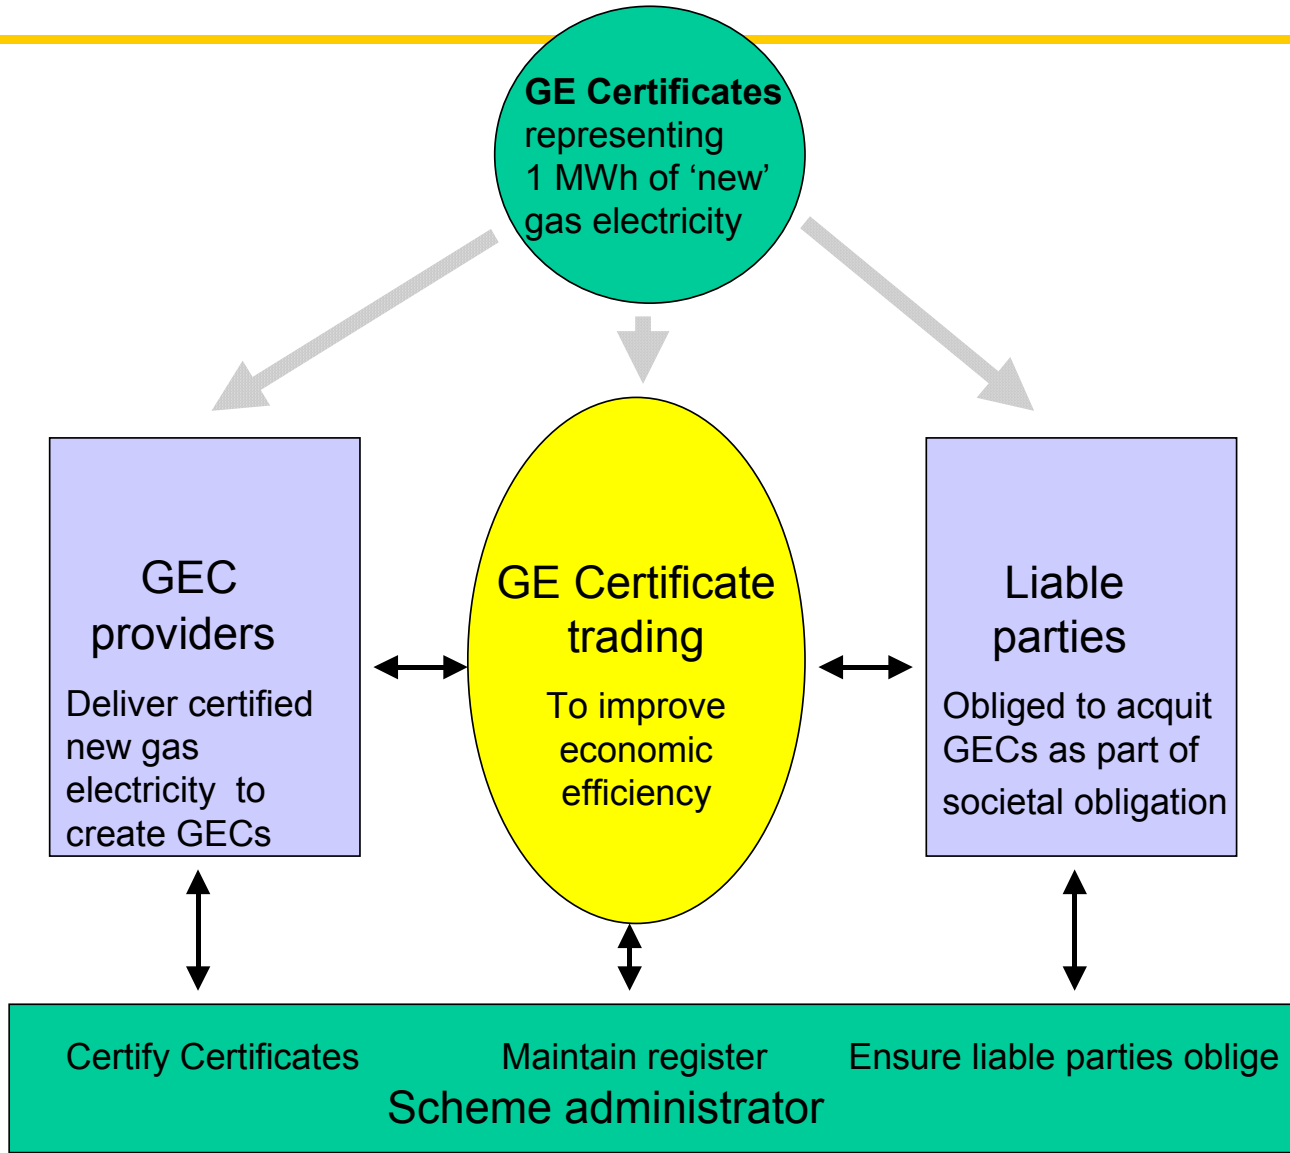 GE Certificates
representing
1 MWh of ‘new’
gas electricity
GEC
providers
Deliver certified
new gas
electricity to
create GECs
GE Certificate
trading
To improve
economic
efficiency
Liable
parties
Obliged to acquit
GECs as part of
societal obligation
Certify Certificates
Maintain register
Ensure liable parties oblige
Scheme administrator